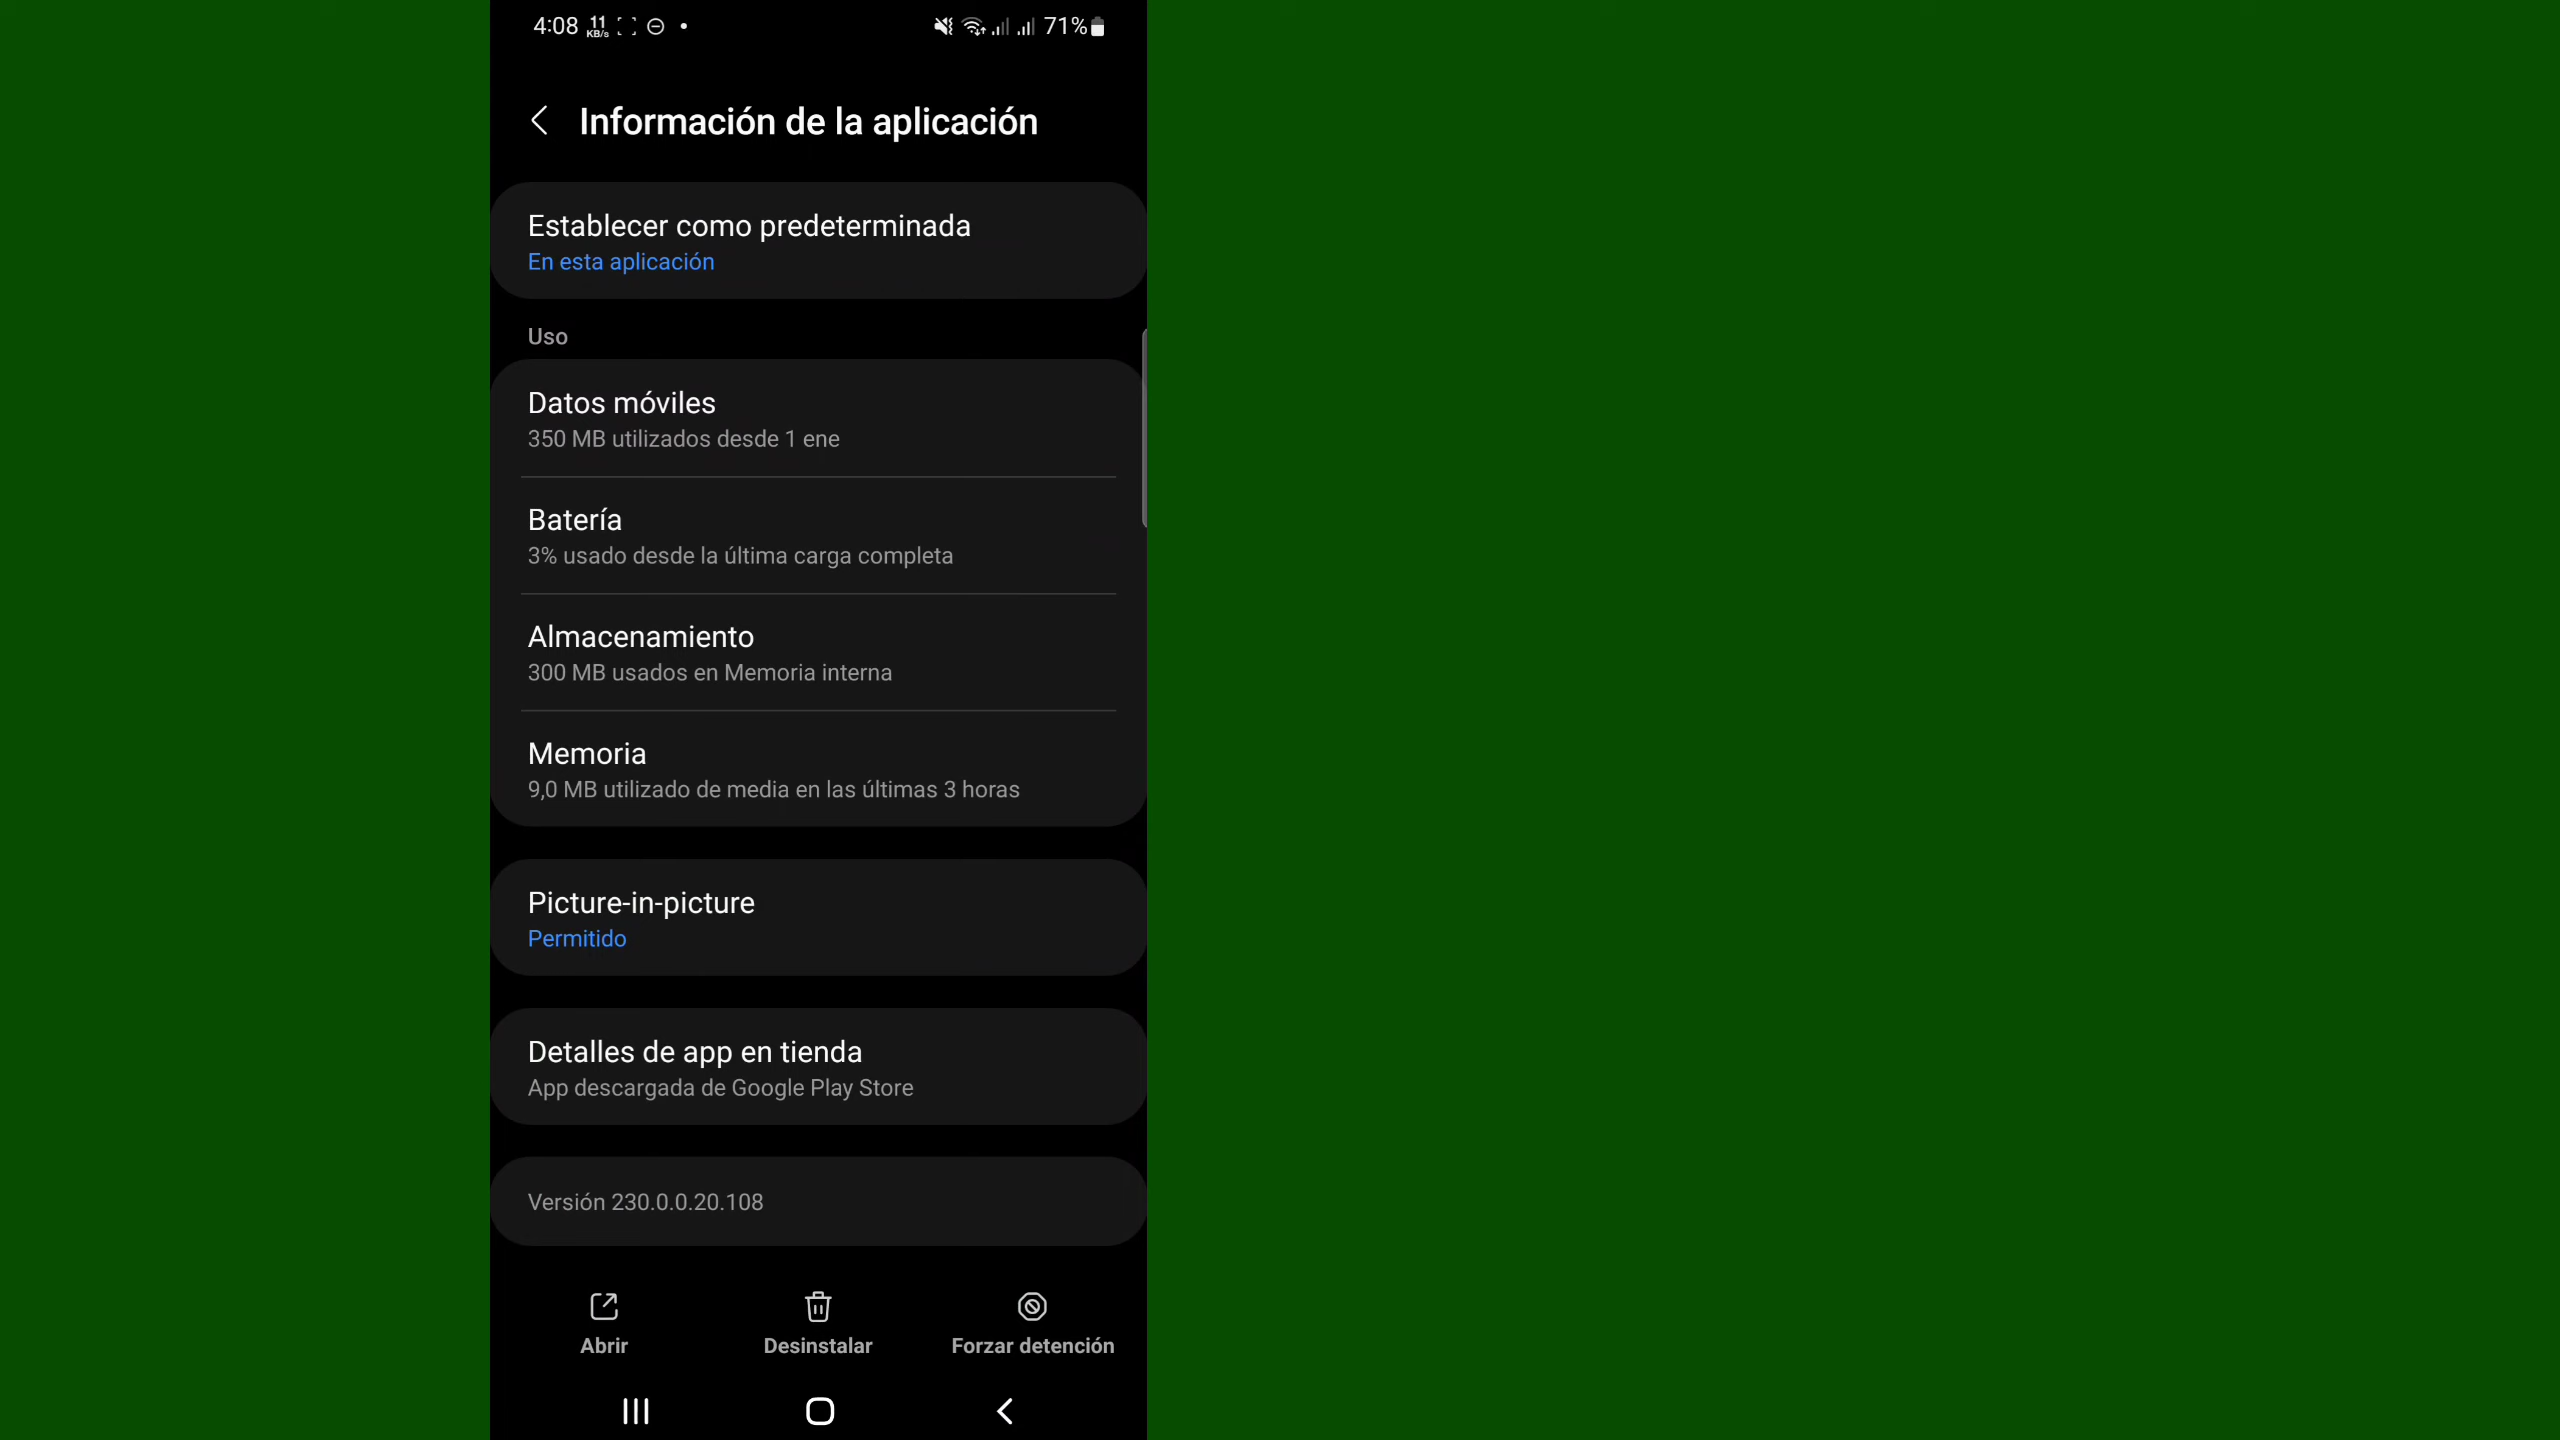 4:08 11 KB/s 71%
Información de la aplicación
Establecer como predeterminada
En esta aplicación
Uso
Datos móviles
350 MB utilizados desde 1 ene
Batería
3% usado desde la última carga completa
Almacenamiento
300 MB usados en Memoria interna
Memoria
9,0 MB utilizado de media en las últimas 3 horas
Picture-in-picture
Permitido
Detalles de app en tienda
App descargada de Google Play Store
Versión 230.0.0.20.108
Abrir Desinstalar Forzar detención